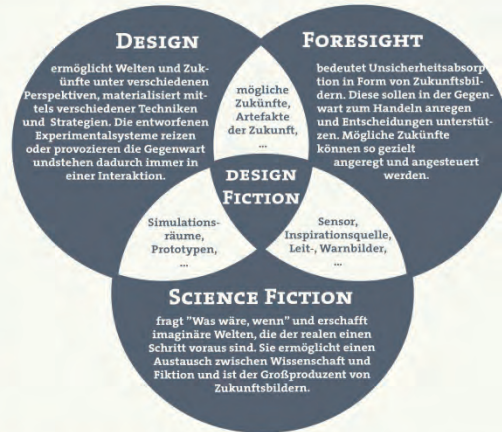 DESIGN
ermöglicht Welten und Zuk-
ünfte unter verschiedenen
Perspektiven, materialisiert mit-
tels verschiedener Techniken
und Strategien. Die entworfenen
Experimentalsysteme reizen
oder provozieren die Gegenwart
undstehen dadurch immer in
einer Interaktion.
FORESIGHT
bedeutet Unsicherheitsabsorp-
tion in Form von Zukunftsbil-
dern. Diese sollen in der Gegen-
wart zum Handeln anregen
und Entscheidungen unterstüt-
zen. Mögliche Zukünfte
können so gezielt
angeregt und angesteuert
werden.
mögliche
Zukünfte,
Artefakte
der Zukunft,
...
DESIGN
FICTION
Simulations-
räume,
Prototypen,
...
Sensor,
Inspirationsquelle,
Leit-, Warnbilder,
...
SCIENCE FICTION
fragt "Was wäre, wenn" und erschafft
imaginäre Welten, die der realen einen
Schritt voraus sind. Sie ermöglicht einen
Austausch zwischen Wissenschaft und
Fiktion und ist der Großproduzent von
Zukunftsbildern.